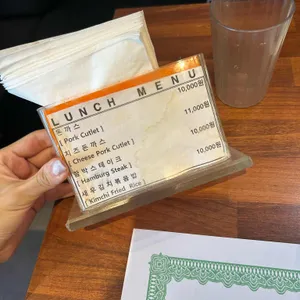 LUNCH MENU
돈까스 10,000원
[ Pork Cutlet ]
치즈돈까스 11,000원
[ Cheese Pork Cutlet ]
함박스테이크 10,000원
[ Hamburg Steak ]
새우김치볶음밥 10,000원
[ Kimchi Fried Rice ]